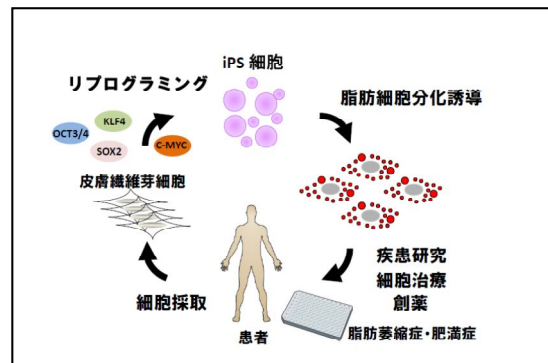 iPS 細胞
リプログラミング
脂肪細胞分化誘導
KLF4
OCT3/4
SOX2
C-MYC
皮膚繊維芽細胞
疾患研究
細胞治療
創薬
細胞採取
患者
脂肪萎縮症・肥満症